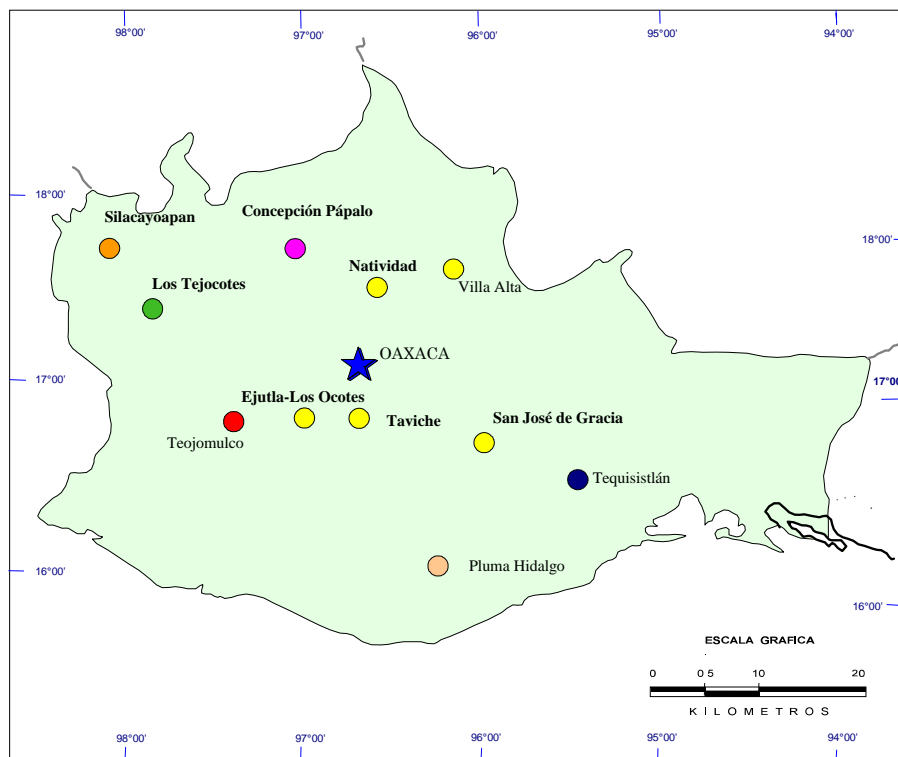 98°00'
97°00'
96°00'
95°00'
94°00'
18°00'
Concepción Pápalo
Silacayoapan
18°00'
Natividad
Los Tejocotes
Villa Alta
OAXACA
17°00'
17°00'
Ejutla-Los Ocotes
Taviche
San José de Gracia
Teojomulco
Tequisistlán
Pluma Hidalgo
16°00'
16°00'
ESCALA GRAFICA
0 0 5 10 20
KILOMETROS
98°00'
97°00'
96°00'
95°00'
94°00'